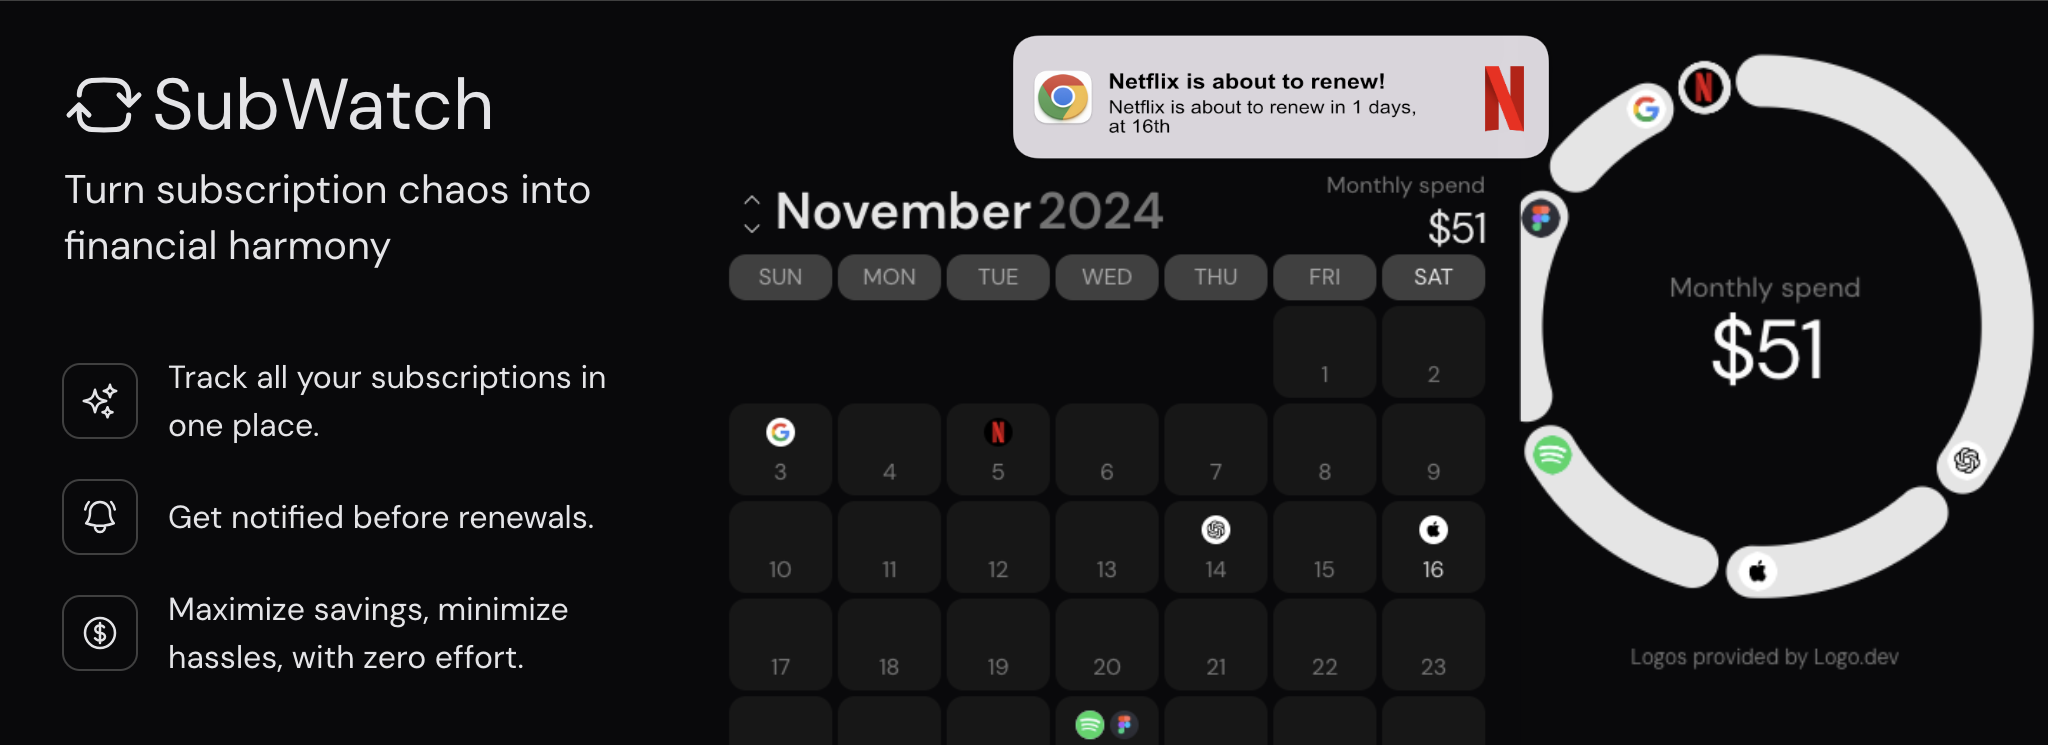 SubWatch
Turn subscription chaos into
financial harmony
Track all your subscriptions in
one place.
Get notified before renewals.
Maximize savings, minimize
hassles, with zero effort.
Netflix is about to renew!
Netflix is about to renew in 1 days,
at 16th
November 2024
Monthly spend
$51
SUN MON TUE WED THU FRI SAT
1 2
3 4 5 6 7 8 9
10 11 12 13 14 15 16
17 18 19 20 21 22 23
Monthly spend
$51
Logos provided by Logo.dev